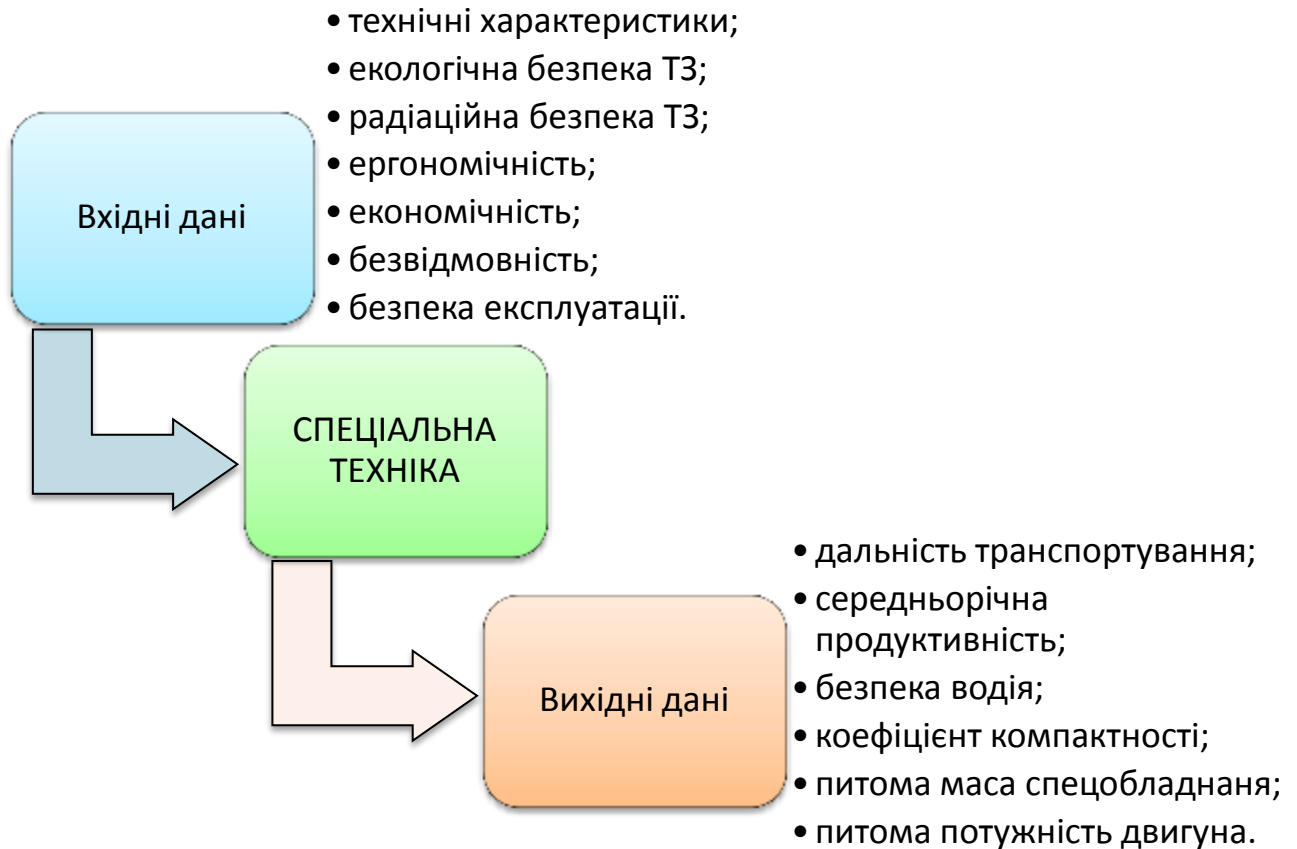 • технічні характеристики;
• екологічна безпека ТЗ;
• радіаційна безпека ТЗ;
• ергономічність;
• економічність;
• безвідмовність;
• безпека експлуатації.
Вхідні дані
СПЕЦІАЛЬНА
ТЕХНІКА
Вихідні дані
• дальність транспортування;
• середньорічна
продуктивність;
• безпека водія;
• коефіцієнт компактності;
• питома маса спецобладнаня;
• питома потужність двигуна.